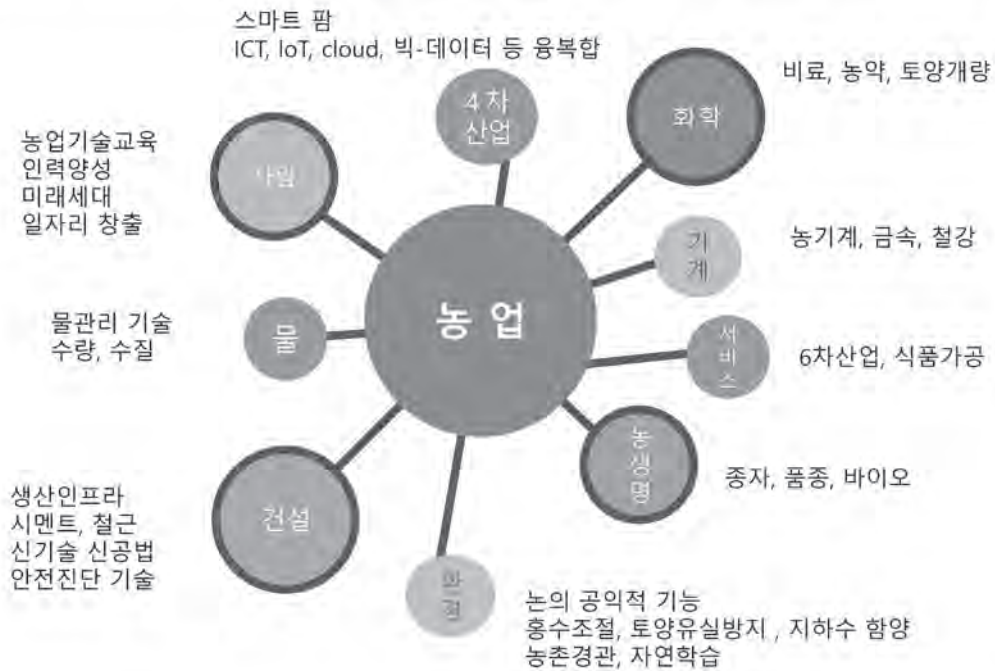 스마트 팜
ICT, IoT, cloud, 빅-데이터 등 융복합
4차
산업
화학
비료, 농약, 토양개량
농업기술교육
인력양성
미래세대
일자리 창출
사람
기
계
농기계, 금속, 철강
농 업
물관리 기술
수량, 수질
물
서
비
스
6차산업, 식품가공
농
생
명
종자, 품종, 바이오
생산인프라
시멘트, 철근
신기술 신공법
안전진단 기술
건설
환
경
논의 공익적 기능
홍수조절, 토양유실방지 , 지하수 함양
농촌경관, 자연학습